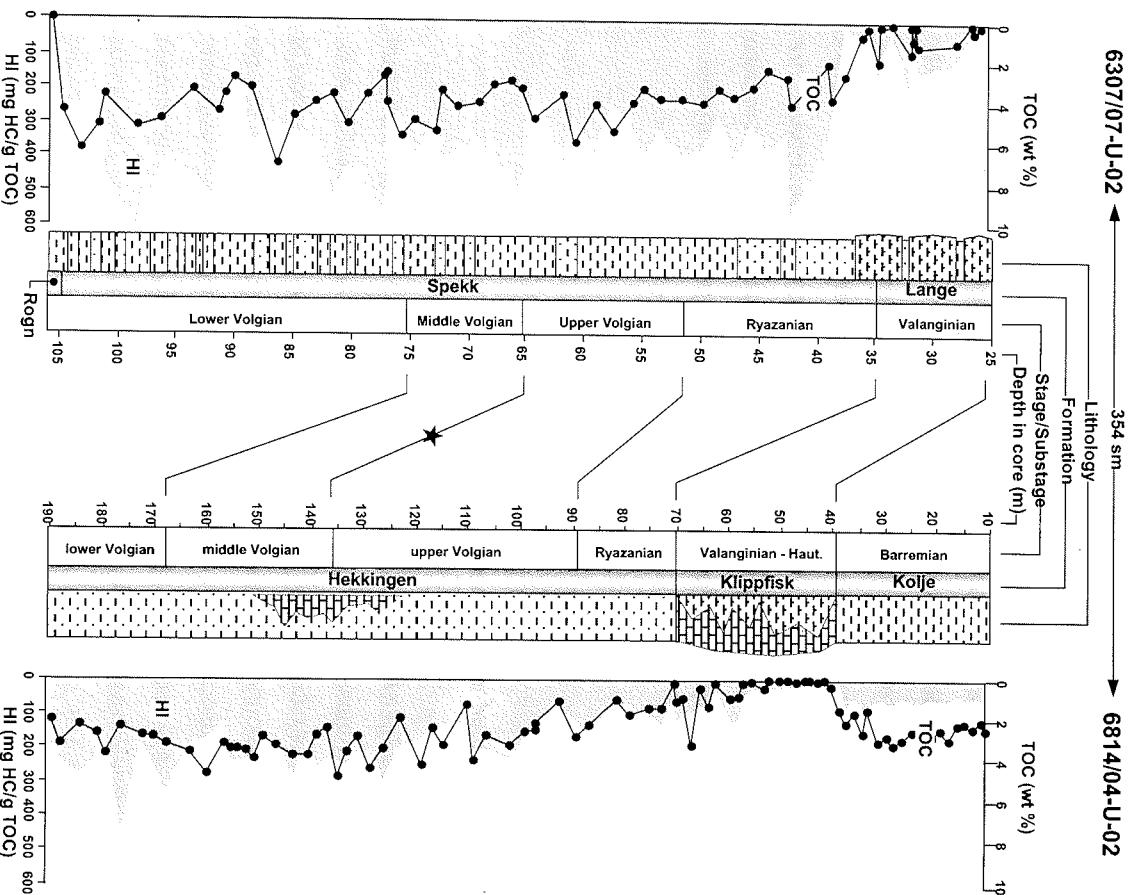 6307/07-U-02
354 sm
6814/04-U-02
TOC (wt %)
0 2 4 6 8 10
TOC
HI
0 100 200 300 400 500 600
HI (mg HC/g TOC)
Lithology
Formation
Stage/Substage
Depth in core (m)
Lange
Spekk
Rogn
Valanginian
Ryazanian
Upper Volgian
Middle Volgian
Lower Volgian
25 30 35 40 45 50 55 60 65 70 75 80 85 90 95 100 105
10 20 30 40 50 60 70 80 90 100 110 120 130 140 150 160 170 180 190
Barremian
Valanginian - Haut.
Ryazanian
upper Volgian
middle Volgian
lower Volgian
Kolje
Klippfisk
Hekkingen
TOC (wt %)
0 2 4 6 8 10
TOC
HI
0 100 200 300 400 500 600
HI (mg HC/g TOC)